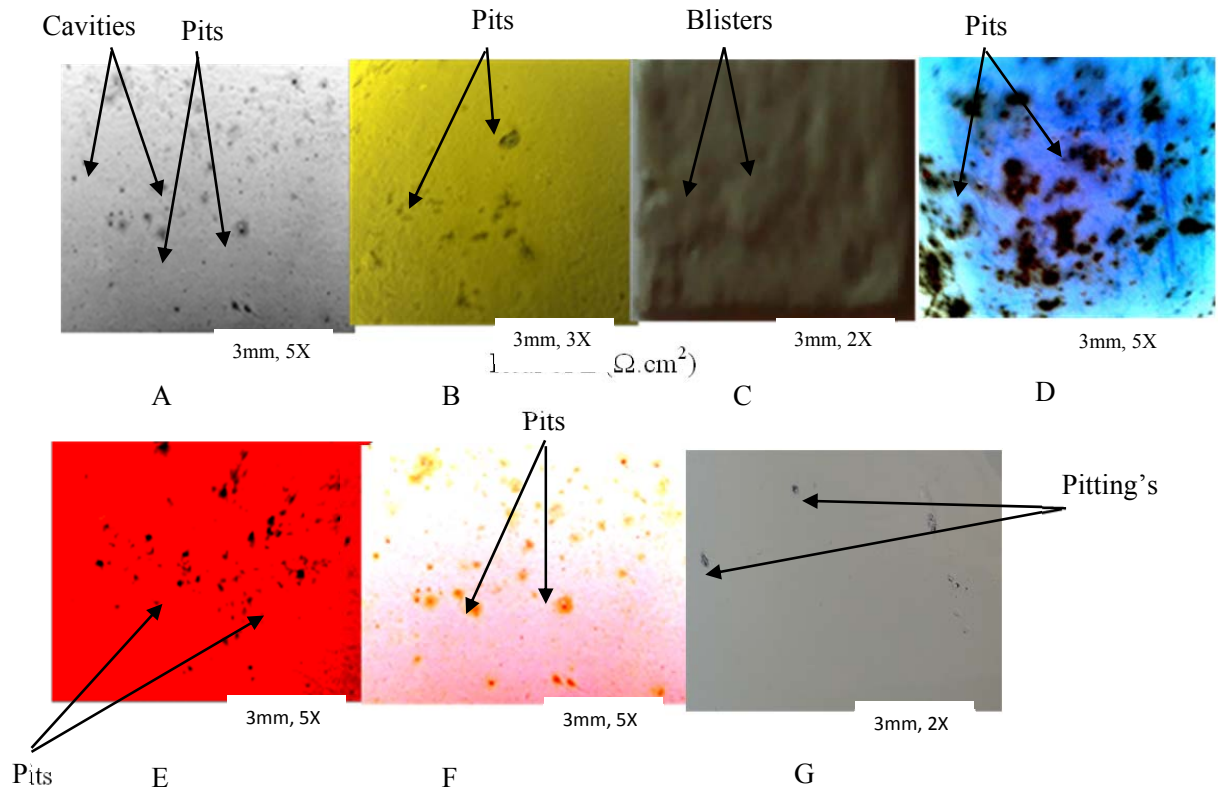 Cavities Pits Pits Blisters Pits
3mm, 5X 3mm, 3X 3mm, 2X 3mm, 5X
(Ω.cm²)
A B C D
Pits
Pitting's
3mm, 5X 3mm, 5X 3mm, 2X
Pits E F G